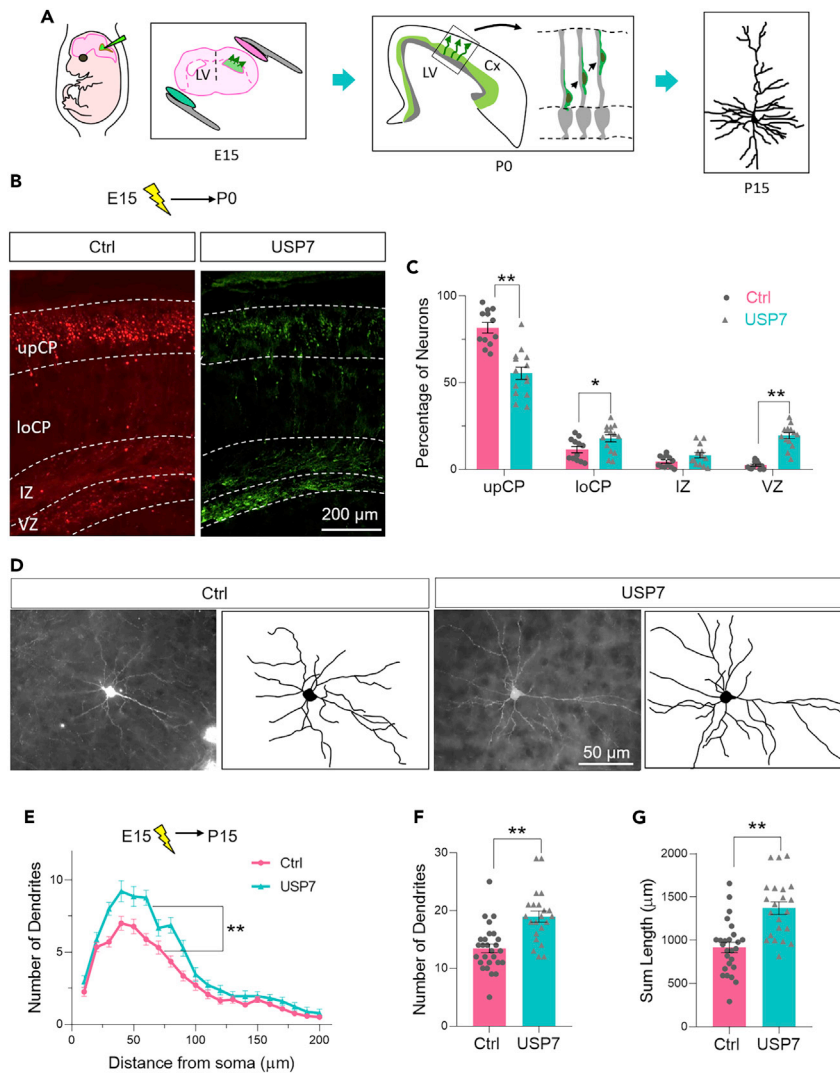 A
LV
E15
LV
Cx
P0
P15
B
E15 P0
Ctrl
USP7
upCP
loCP
IZ
VZ
200 µm
C
Percentage of Neurons
100
50
0
**
*
**
Ctrl
USP7
upCP
loCP
IZ
VZ
D
Ctrl
USP7
50 µm
E
E15 P15
Ctrl
USP7
**
Number of Dendrites
10
5
0
0
50
100
150
200
Distance from soma (µm)
F
**
Number of Dendrites
30
20
10
0
Ctrl
USP7
G
**
Sum Length (µm)
2000
1500
1000
500
0
Ctrl
USP7